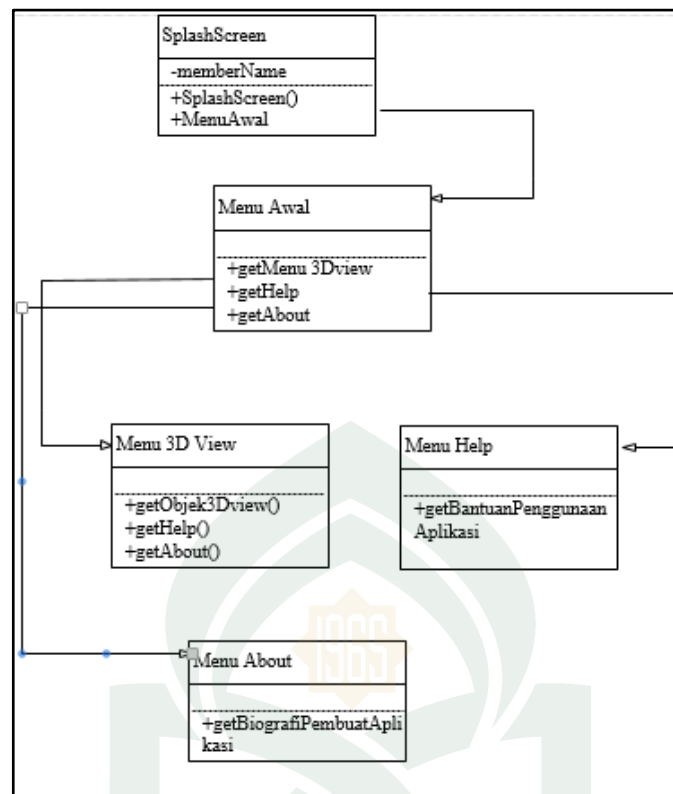 SplashScreen
-memberName
+SplashScreen()
+MenuAwal
Menu Awal
+getMenu 3Dview
+getHelp
+getAbout
Menu 3D View
+getObjek3Dview()
+getHelp()
+getAbout()
Menu Help
+getBantuanPenggunaan
Aplikasi
1965
Menu About
+getBiografiPembuatApli
kasi